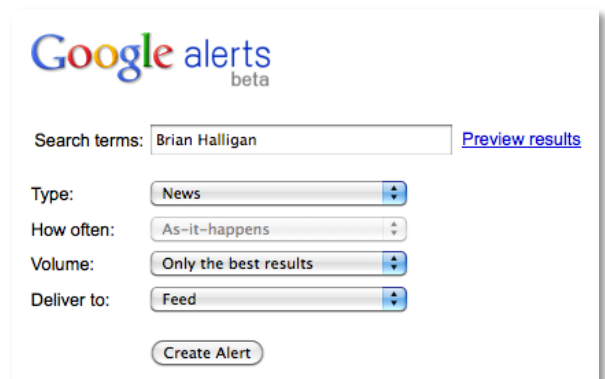 Google alerts
beta
Search terms: Brian Halligan Preview results
Type: News
How often: As-it-happens
Volume: Only the best results
Deliver to: Feed
Create Alert